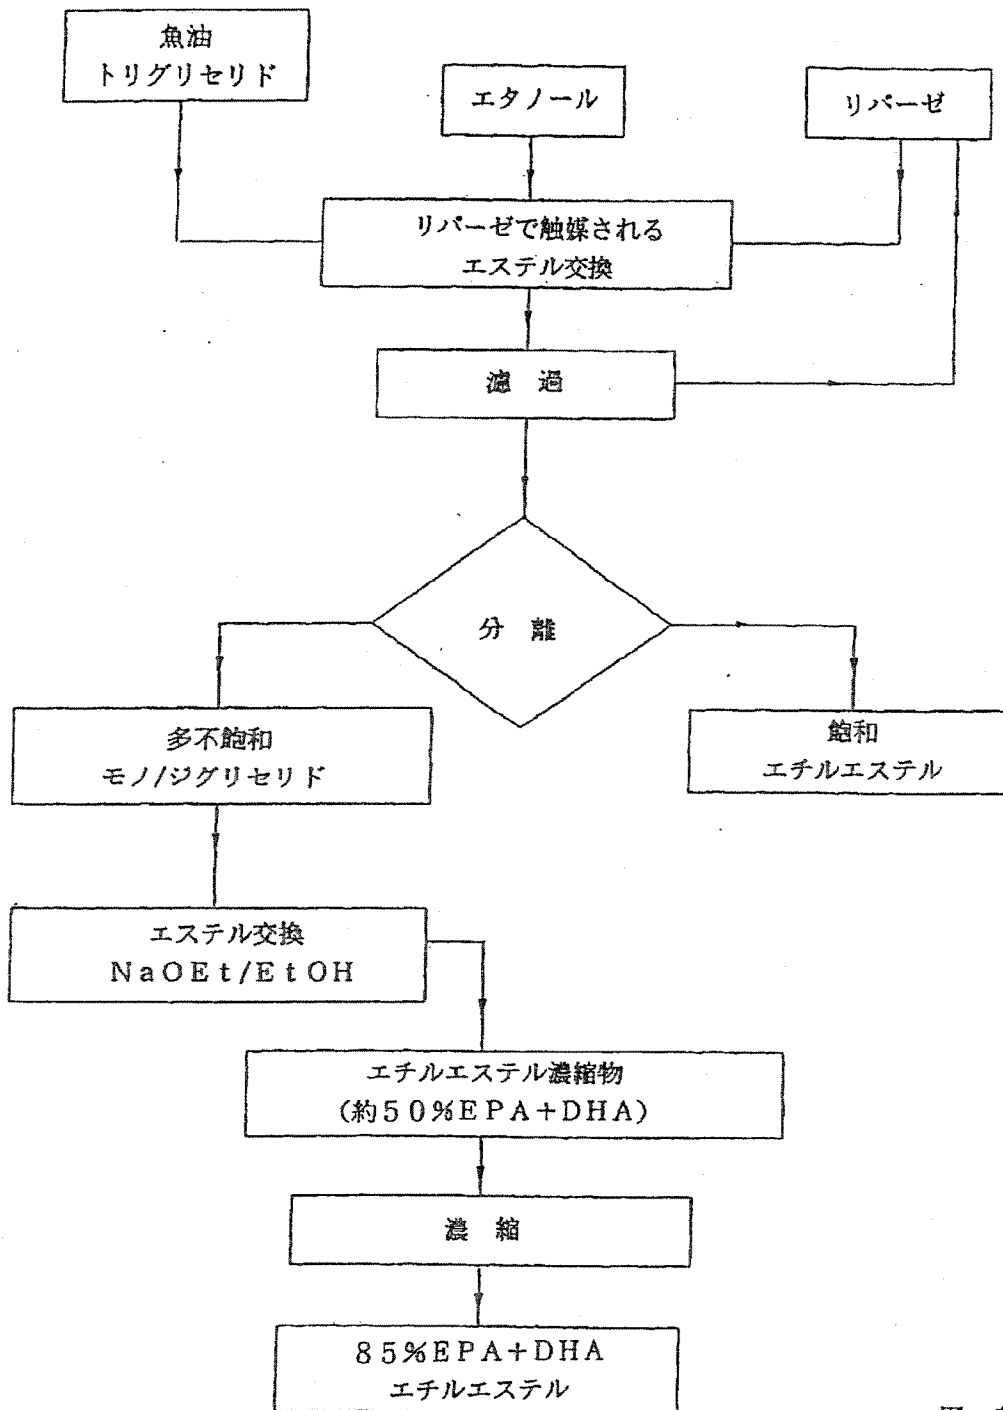 魚油
トリグリセリド
エタノール
リパーゼ
リパーゼで触媒される
エステル交換
濾 過
分 離
多不飽和
モノ/ジグリセリド
飽和
エチルエステル
エステル交換
NaOEt/EtOH
エチルエステル濃縮物
(約50%EPA+DHA)
濃 縮
85%EPA+DHA
エチルエステル